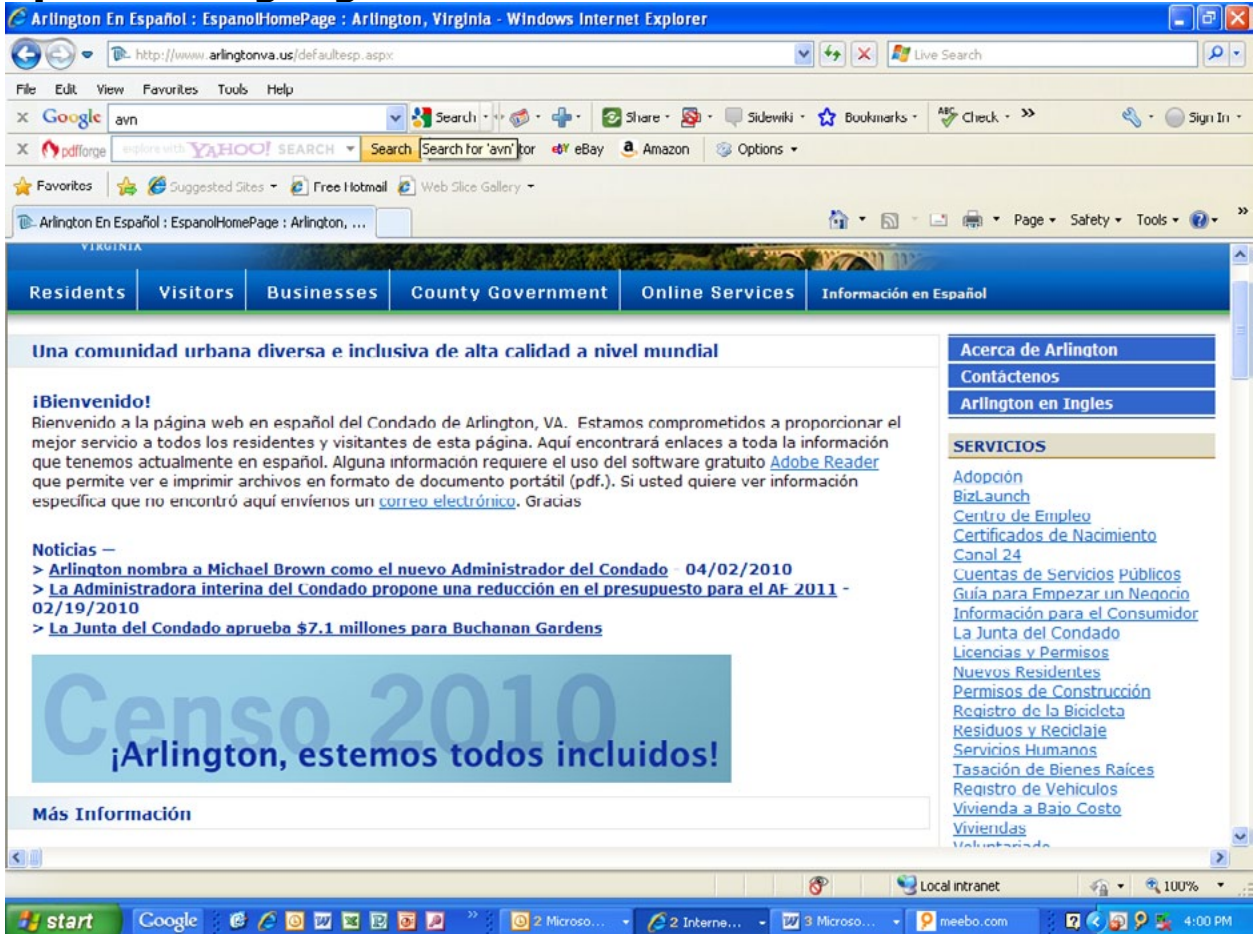 Arlington En Español : EspanolHomePage : Arlington, Virginia - Windows Internet Explorer
http://www.arlingtonva.us/defaultesp.aspx
Live Search
File Edit View Favorites Tools Help
X Google avn Search Share Sidewiki Bookmarks ABC Check >> Sign In
X pdfforge explore with YAHOO! SEARCH Search Search for 'avn' tor eBay Amazon Options
Favorites Suggested Sites Free Hotmail Web Slice Gallery
Arlington En Español : EspanolHomePage : Arlington, ... Page Safety Tools >>
VIRGINIA
Residents Visitors Businesses County Government Online Services Información en Español
Una comunidad urbana diversa e inclusiva de alta calidad a nivel mundial
¡Bienvenido!
Bienvenido a la página web en español del Condado de Arlington, VA. Estamos comprometidos a proporcionar el
mejor servicio a todos los residentes y visitantes de esta página. Aquí encontrará enlaces a toda la información
que tenemos actualmente en español. Alguna información requiere el uso del software gratuito Adobe Reader
que permite ver e imprimir archivos en formato de documento portátil (pdf.). Si usted quiere ver información
específica que no encontró aquí envíenos un correo electrónico. Gracias
Noticias —
> Arlington nombra a Michael Brown como el nuevo Administrador del Condado - 04/02/2010
> La Administradora interina del Condado propone una reducción en el presupuesto para el AF 2011 -
02/19/2010
> La Junta del Condado aprueba $7.1 millones para Buchanan Gardens
Censo 2010
¡Arlington, estemos todos incluidos!
Más Información
Acerca de Arlington
Contáctenos
Arlington en Ingles
SERVICIOS
Adopción
BizLaunch
Centro de Empleo
Certificados de Nacimiento
Canal 24
Cuentas de Servicios Públicos
Guía para Empezar un Negocio
Información para el Consumidor
La Junta del Condado
Licencias y Permisos
Nuevos Residentes
Permisos de Construcción
Registro de la Bicicleta
Residuos y Reciclaje
Servicios Humanos
Tasación de Bienes Raíces
Registro de Vehiculos
Vivienda a Bajo Costo
Viviendas
Voluntariado
Local intranet 100%
start Google >> 2 Microso... 2 Interne... 3 Microso... meebo.com 4:00 PM